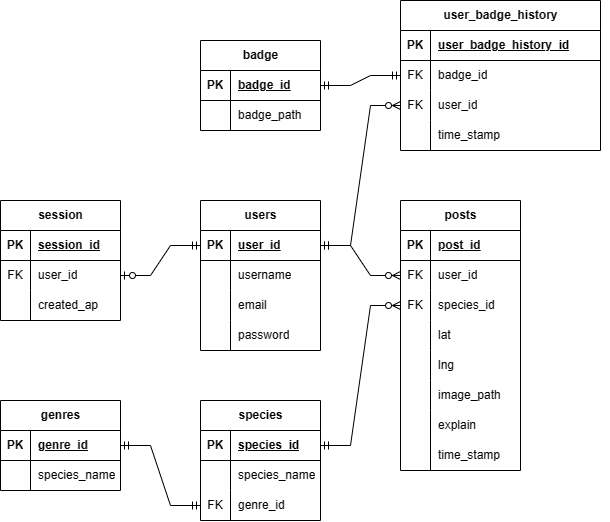 user_badge_history
PK user_badge_history_id
FK badge_id
FK user_id
time_stamp
badge
PK badge_id
badge_path
session
PK session_id
FK user_id
created_ap
users
PK user_id
username
email
password
posts
PK post_id
FK user_id
FK species_id
lat
lng
image_path
explain
time_stamp
genres
PK genre_id
species_name
species
PK species_id
species_name
FK genre_id